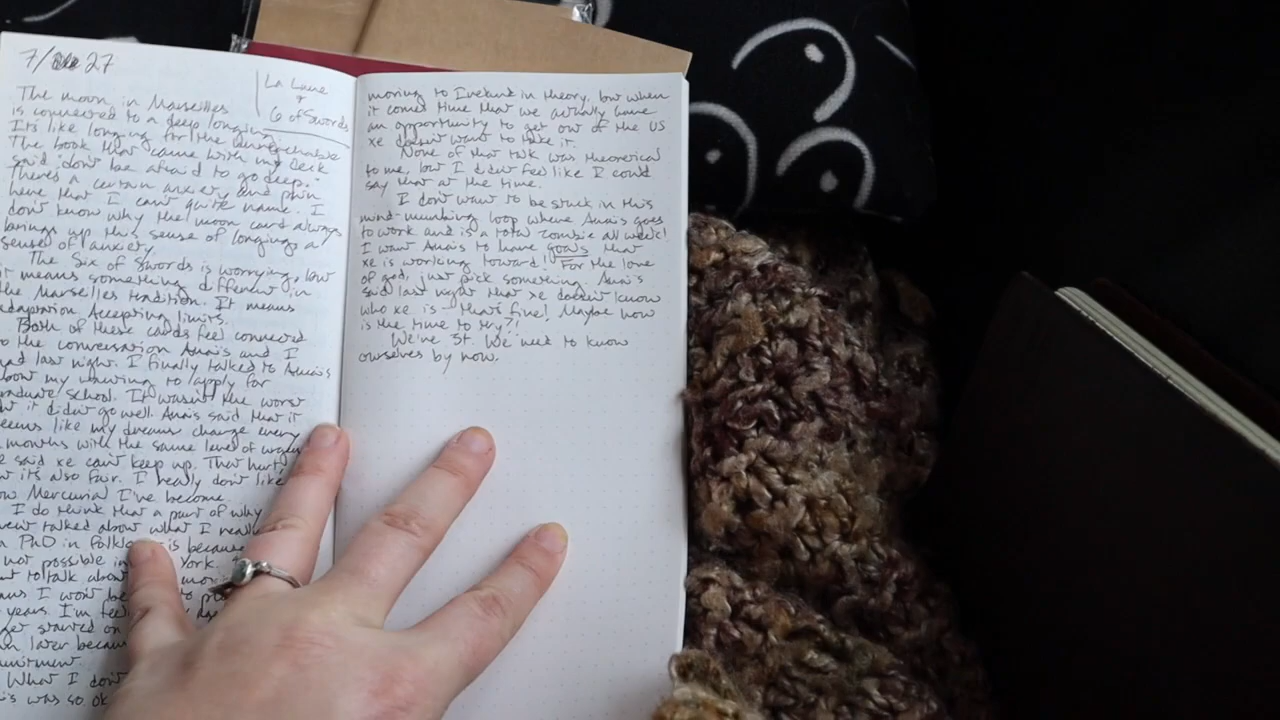 7/27
La Lune
+
6 of Swords
The moon in Marseilles
is connected to a deep longing
It's like longing for the unreachable
The book that came with my deck
said "don't be afraid to go deep."
There's a certain anxiety and pain
here that I can't quite name. I
don't know why the moon card always
brings up this sense of longing, a
sense of anxiety.
The Six of Swords is worrying, but
it means something different in
the Marseilles tradition. It means
adaptation. Accepting limits.
Both of these cards feel connected
to the conversation Anaïs and I
had last night. I finally talked to Anaïs
about my wanting to apply for
graduate school. It wasn't the worst
but it didn't go well. Anaïs said that it
seems like my dreams change every
months with the same level of
said xe can't keep up. That hurt,
but it's also fair. I really don't like
how Mercurial I've become.
I do think that a part of why
talked about what I
PhD in Folklore is because
not possible in York
to talk about
I won't be
years. I'm
started on
later because
What I don't
was so ok
moving to Ireland in theory, but when
it comes time that we actually have
an opportunity to get out of the US
xe doesn't want to take it.
None of that talk was theoretical
to me, but I didn't feel like I could
say that at the time.
I don't want to be stuck in this
mind-numbing loop where Anaïs goes
to work and is a total zombie all week!
I want Anaïs to have goals that
xe is working toward! For the love
of god, just pick something. Anaïs
said last night that xe doesn't know
who xe is - that's fine! Maybe now
is the time to try?!
We're 31. We need to know
ourselves by now.